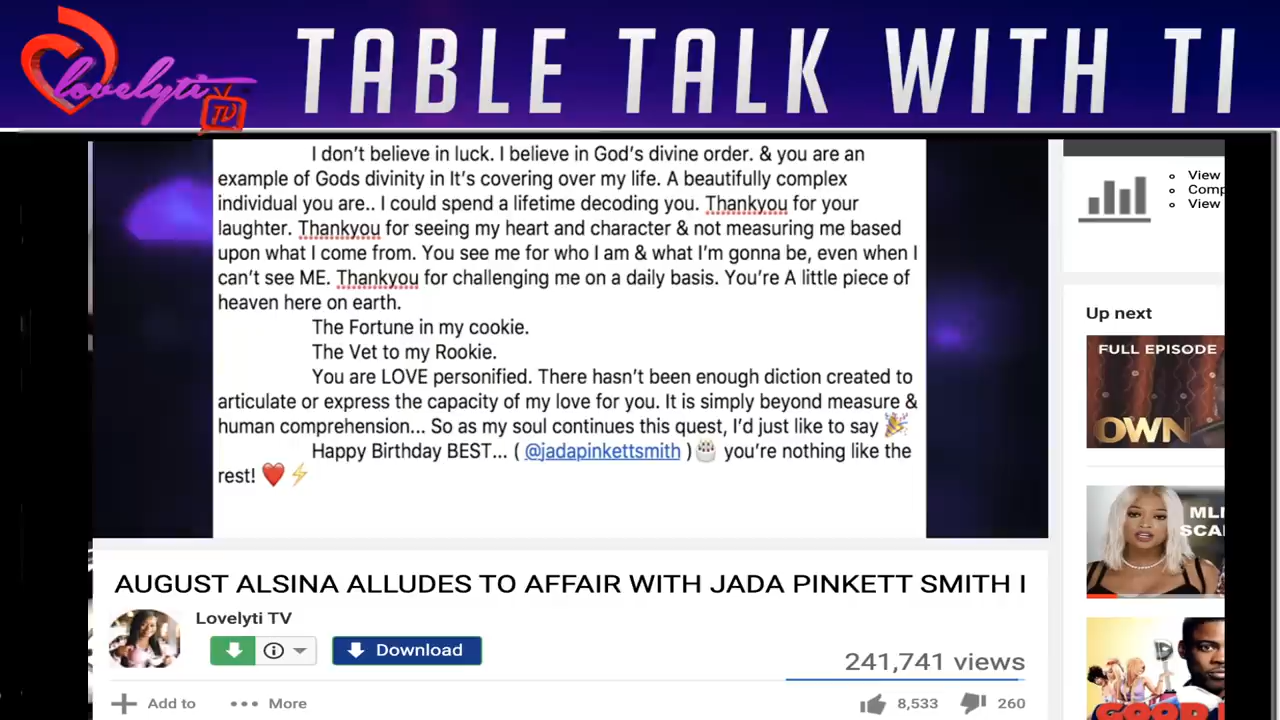 lovelyti TV
TABLE TALK WITH TI
I don't believe in luck. I believe in God's divine order. & you are an
example of Gods divinity in It's covering over my life. A beautifully complex
individual you are.. I could spend a lifetime decoding you. Thankyou for your
laughter. Thankyou for seeing my heart and character & not measuring me based
upon what I come from. You see me for who I am & what I'm gonna be, even when I
can't see ME. Thankyou for challenging me on a daily basis. You're A little piece of
heaven here on earth.
The Fortune in my cookie.
The Vet to my Rookie.
You are LOVE personified. There hasn't been enough diction created to
articulate or express the capacity of my love for you. It is simply beyond measure &
human comprehension... So as my soul continues this quest, I'd just like to say 🎉
Happy Birthday BEST... ( @jadapinkettsmith )🎂 you're nothing like the
rest! ❤️ ⚡
View
Comp
View
Up next
FULL EPISODE
OWN
SCA
GOOD
AUGUST ALSINA ALLUDES TO AFFAIR WITH JADA PINKETT SMITH I
Lovelyti TV
Download
241,741 views
Add to
More
8,533
260